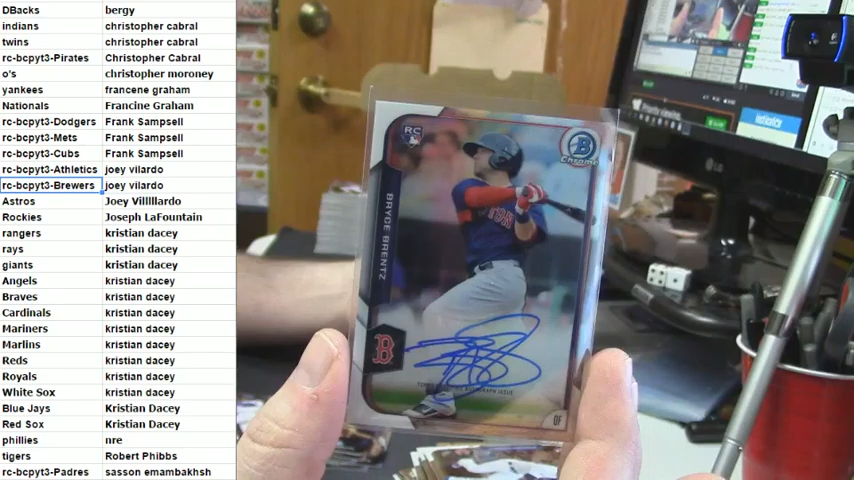 DBacks bergy
indians christopher cabral
twins christopher cabral
rc-bcpyt3-Pirates Christopher Cabral
o's christopher moroney
yankees francene graham
Nationals Francine Graham
rc-bcpyt3-Dodgers Frank Sampsell
rc-bcpyt3-Mets Frank Sampsell
rc-bcpyt3-Cubs Frank Sampsell
rc-bcpyt3-Athletics joey vilardo
rc-bcpyt3-Brewers joey vilardo
Astros Joey Villlllardo
Rockies Joseph LaFountain
rangers kristian dacey
rays kristian dacey
giants kristian dacey
Angels kristian dacey
Braves kristian dacey
Cardinals kristian dacey
Mariners kristian dacey
Marlins kristian dacey
Reds kristian dacey
Royals kristian dacey
White Sox kristian dacey
Blue Jays Kristian Dacey
Red Sox Kristian Dacey
phillies nre
tigers Robert Phibbs
rc-bcpyt3-Padres sasson emambakhsh
RC
B
Chrome
BRYCE BRENTZ
B
OF
LG